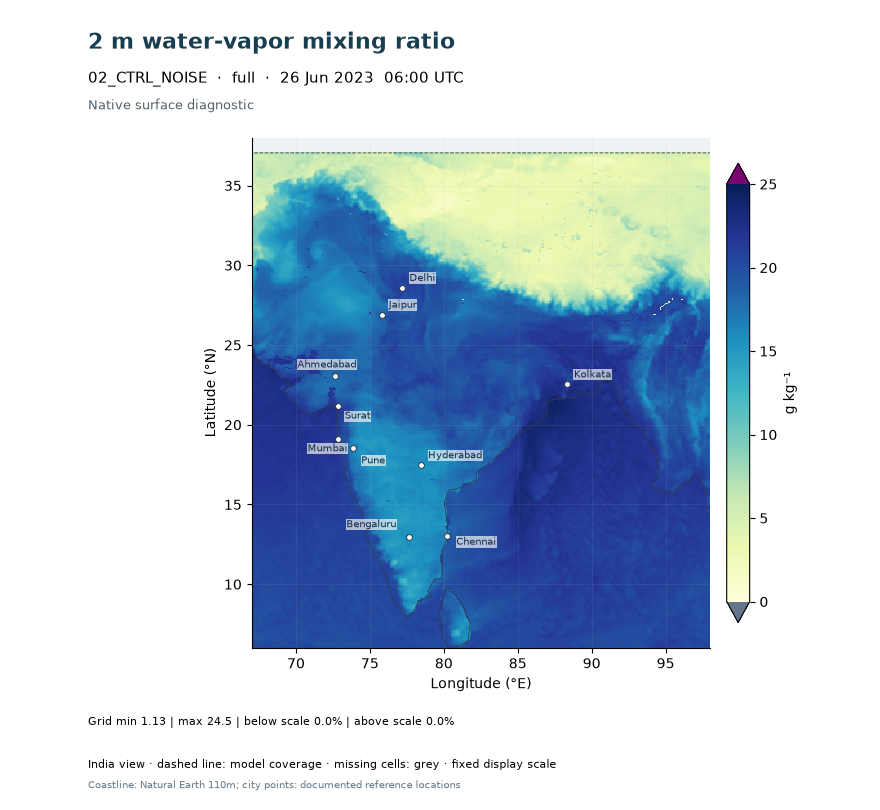 2 m water-vapor mixing ratio
02_CTRL_NOISE · full · 26 Jun 2023 06:00 UTC
Native surface diagnostic
35
30
25
20
15
10
Latitude (°N)
70 75 80 85 90 95
Longitude (°E)
Delhi
Jaipur
Ahmedabad
Kolkata
Surat
Mumbai
Pune
Hyderabad
Bengaluru
Chennai
25
20
15
10
5
0
g kg⁻¹
Grid min 1.13 | max 24.5 | below scale 0.0% | above scale 0.0%
India view · dashed line: model coverage · missing cells: grey · fixed display scale
Coastline: Natural Earth 110m; city points: documented reference locations